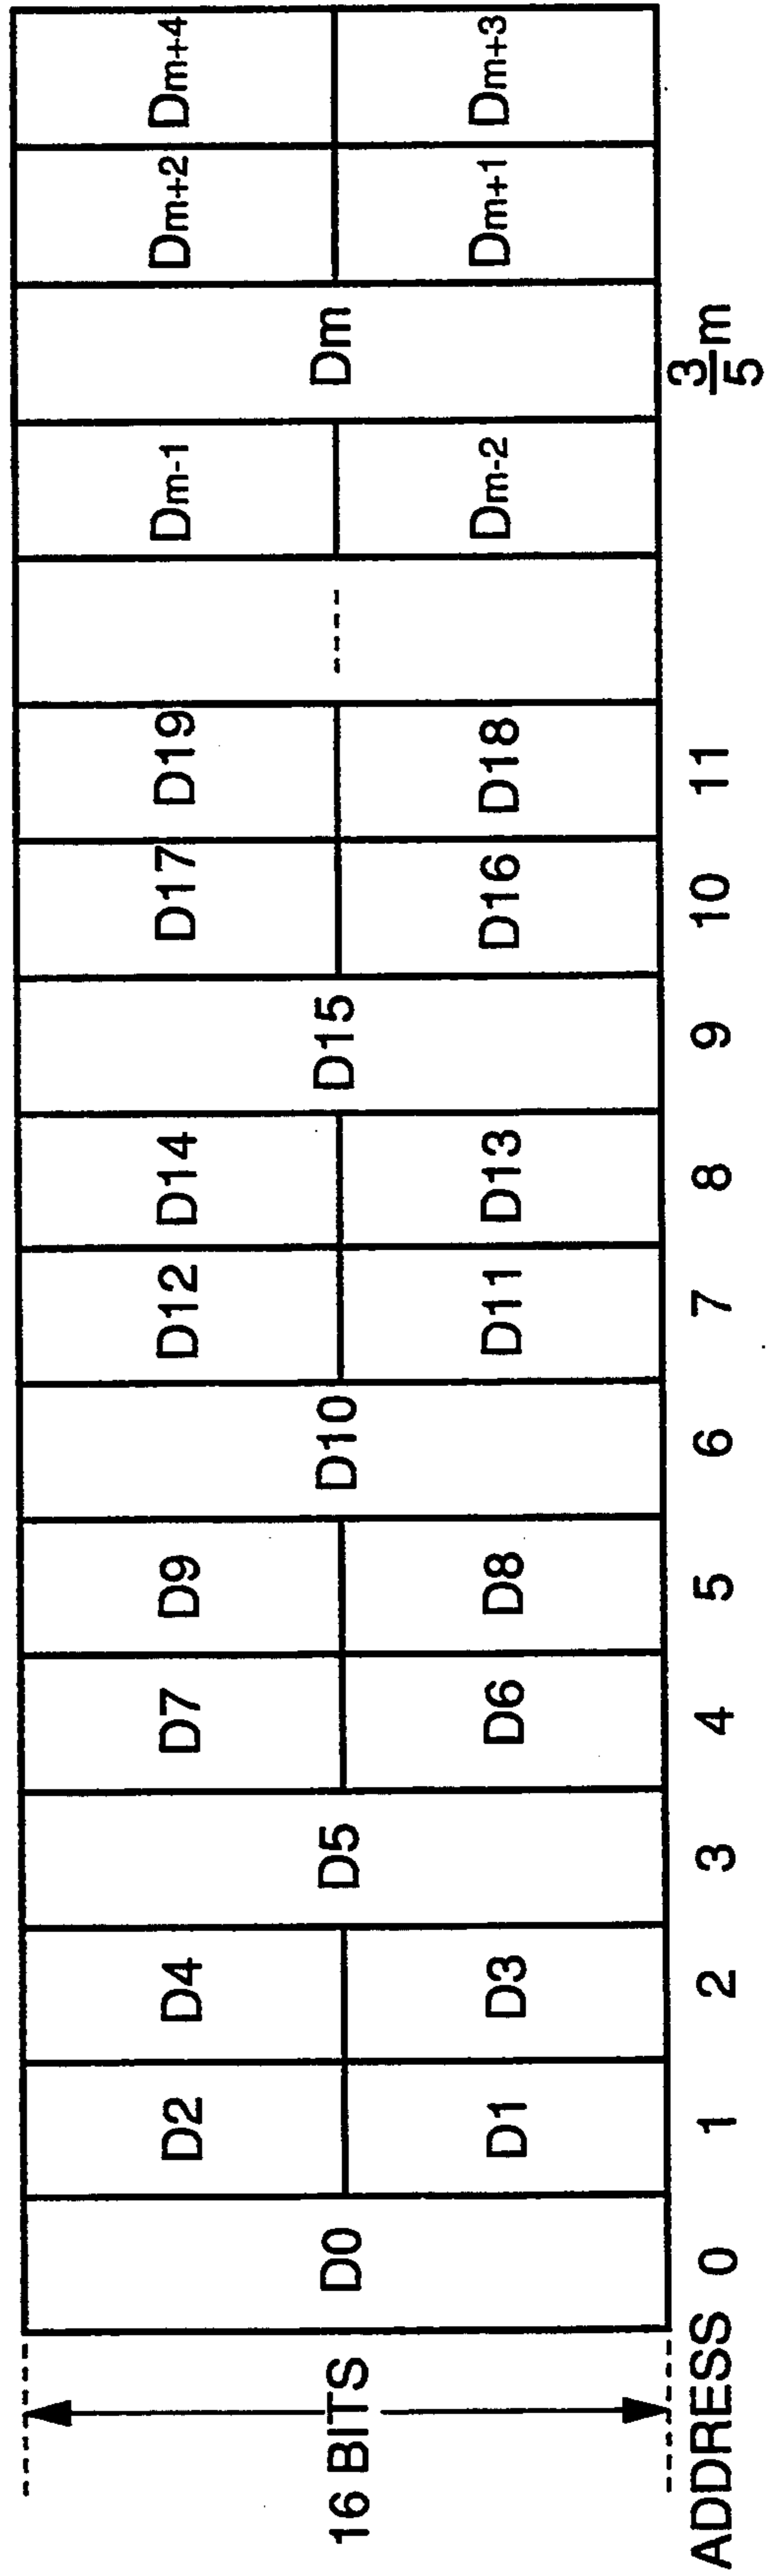 D2 D4 D7 D9 D12 D14 D17 D19 Dm-1 Dm+2 Dm+4
16 BITS D0 D5 D10 D15 ---- Dm
D1 D3 D6 D8 D11 D13 D16 D18 Dm-2 Dm+1 Dm+3
ADDRESS 0 1 2 3 4 5 6 7 8 9 10 11 3/5 m